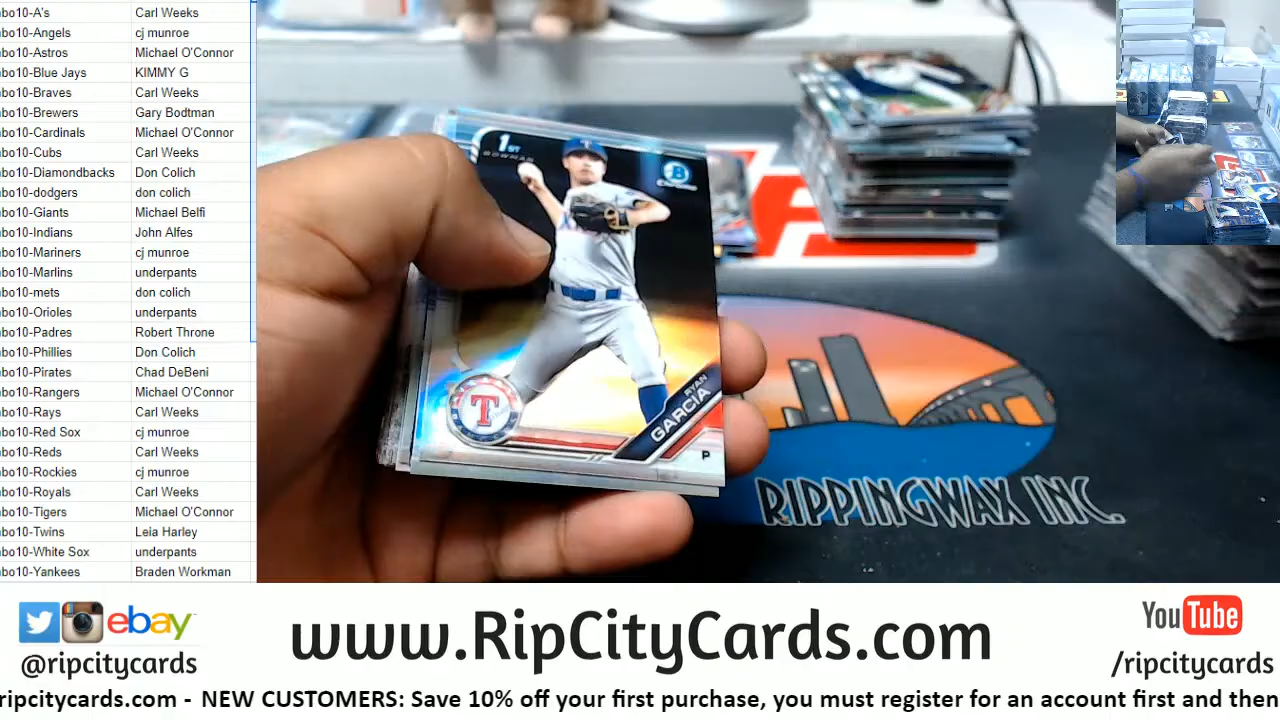 bo10-A's Carl Weeks
bo10-Angels cj munroe
bo10-Astros Michael O'Connor
bo10-Blue Jays KIMMY G
bo10-Braves Carl Weeks
bo10-Brewers Gary Bodtman
bo10-Cardinals Michael O'Connor
bo10-Cubs Carl Weeks
bo10-Diamondbacks Don Colich
bo10-dodgers don colich
bo10-Giants Michael Belfi
bo10-Indians John Alfes
bo10-Mariners cj munroe
bo10-Marlins underpants
bo10-mets don colich
bo10-Orioles underpants
bo10-Padres Robert Throne
bo10-Phillies Don Colich
bo10-Pirates Chad DeBeni
bo10-Rangers Michael O'Connor
bo10-Rays Carl Weeks
bo10-Red Sox cj munroe
bo10-Reds Carl Weeks
bo10-Rockies cj munroe
bo10-Royals Carl Weeks
bo10-Tigers Michael O'Connor
bo10-Twins Leia Harley
bo10-White Sox underpants
bo10-Yankees Braden Workman
1ST
BOWMAN
B
Chrome
T
RYAN
GARCIA
P
RIPPINGWAX INC.
ebay
@ripcitycards
www.RipCityCards.com
YouTube
/ripcitycards
ripcitycards.com - NEW CUSTOMERS: Save 10% off your first purchase, you must register for an account first and then